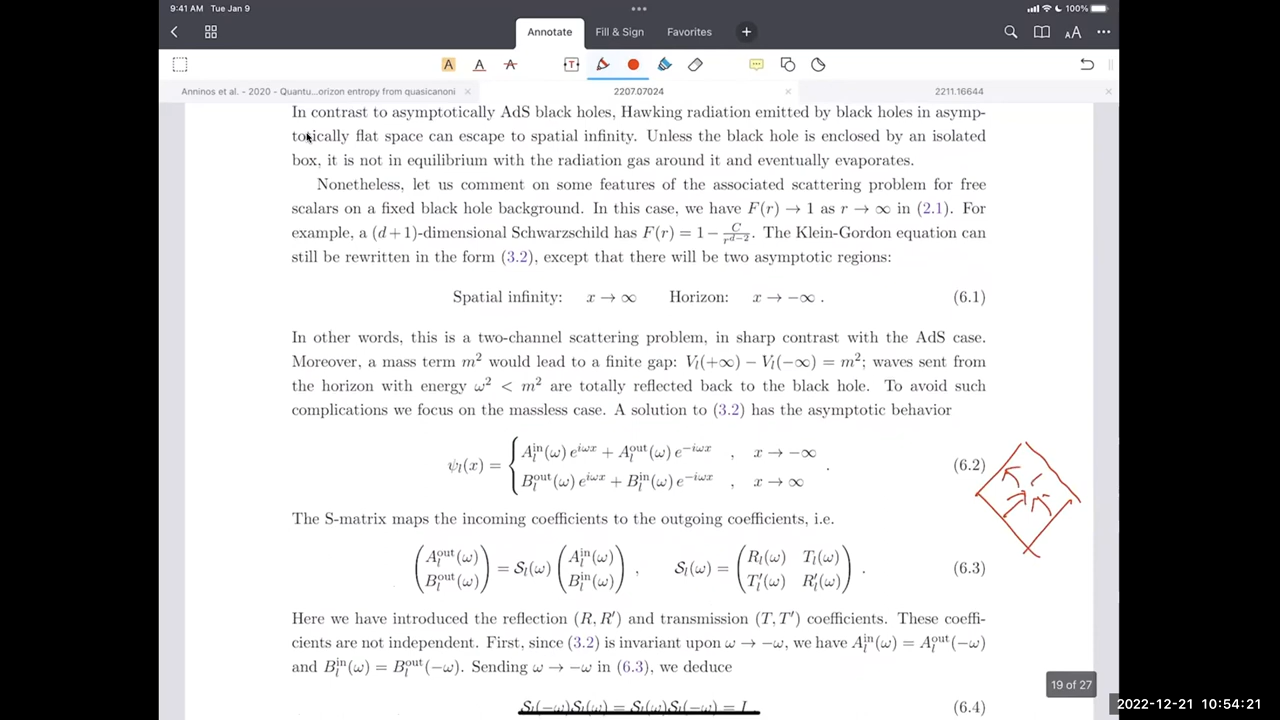 9:41 AM Tue Jan 9
100%
Annotate
Fill & Sign
Favorites
Anninos et al. - 2020 - Quantu...orizon entropy from quasicanoni
2207.07024
2211.16644
In contrast to asymptotically AdS black holes, Hawking radiation emitted by black holes in asymp-
totically flat space can escape to spatial infinity. Unless the black hole is enclosed by an isolated
box, it is not in equilibrium with the radiation gas around it and eventually evaporates.
Nonetheless, let us comment on some features of the associated scattering problem for free
scalars on a fixed black hole background. In this case, we have F(r) → 1 as r → ∞ in (2.1). For
example, a (d+1)-dimensional Schwarzschild has F(r) = 1 − C/r^{d−2}. The Klein-Gordon equation can
still be rewritten in the form (3.2), except that there will be two asymptotic regions:
Spatial infinity: x → ∞ Horizon: x → −∞ . (6.1)
In other words, this is a two-channel scattering problem, in sharp contrast with the AdS case.
Moreover, a mass term m² would lead to a finite gap: V_l(+∞) − V_l(−∞) = m²; waves sent from
the horizon with energy ω² < m² are totally reflected back to the black hole. To avoid such
complications we focus on the massless case. A solution to (3.2) has the asymptotic behavior
ψ_l(x) = { A_l^{in}(ω) e^{iωx} + A_l^{out}(ω) e^{−iωx} , x → −∞
B_l^{out}(ω) e^{iωx} + B_l^{in}(ω) e^{−iωx} , x → ∞ . (6.2)
The S-matrix maps the incoming coefficients to the outgoing coefficients, i.e.
(A_l^{out}(ω) B_l^{out}(ω)) = S_l(ω) (A_l^{in}(ω) B_l^{in}(ω)) , S_l(ω) = (R_l(ω) T_l(ω) T′_l(ω) R′_l(ω)) . (6.3)
Here we have introduced the reflection (R, R′) and transmission (T, T′) coefficients. These coeffi-
cients are not independent. First, since (3.2) is invariant upon ω → −ω, we have A_l^{in}(ω) = A_l^{out}(−ω)
and B_l^{in}(ω) = B_l^{out}(−ω). Sending ω → −ω in (6.3), we deduce
S_l(−ω)S_l(ω) = S_l(ω)S_l(−ω) = I (6.4)
19 of 27
2022-12-21 10:54:21